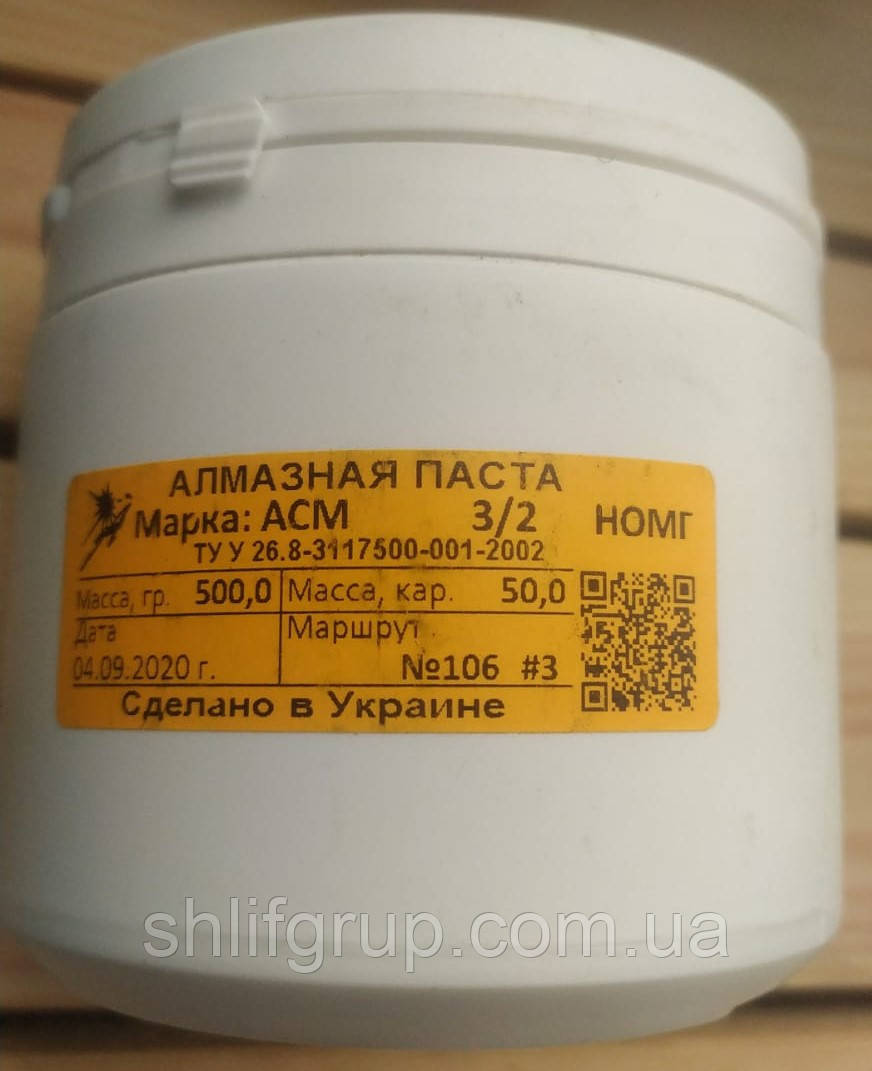 АЛМАЗНАЯ ПАСТА
Марка: АСМ 3/2 НОМГ
ТУ У 26.8-3117500-001-2002
Масса, гр. 500,0 Масса, кар. 50,0
Дата Маршрут
04.09.2020 г. №106 #3
Сделано в Украине
shlifgrup.com.ua